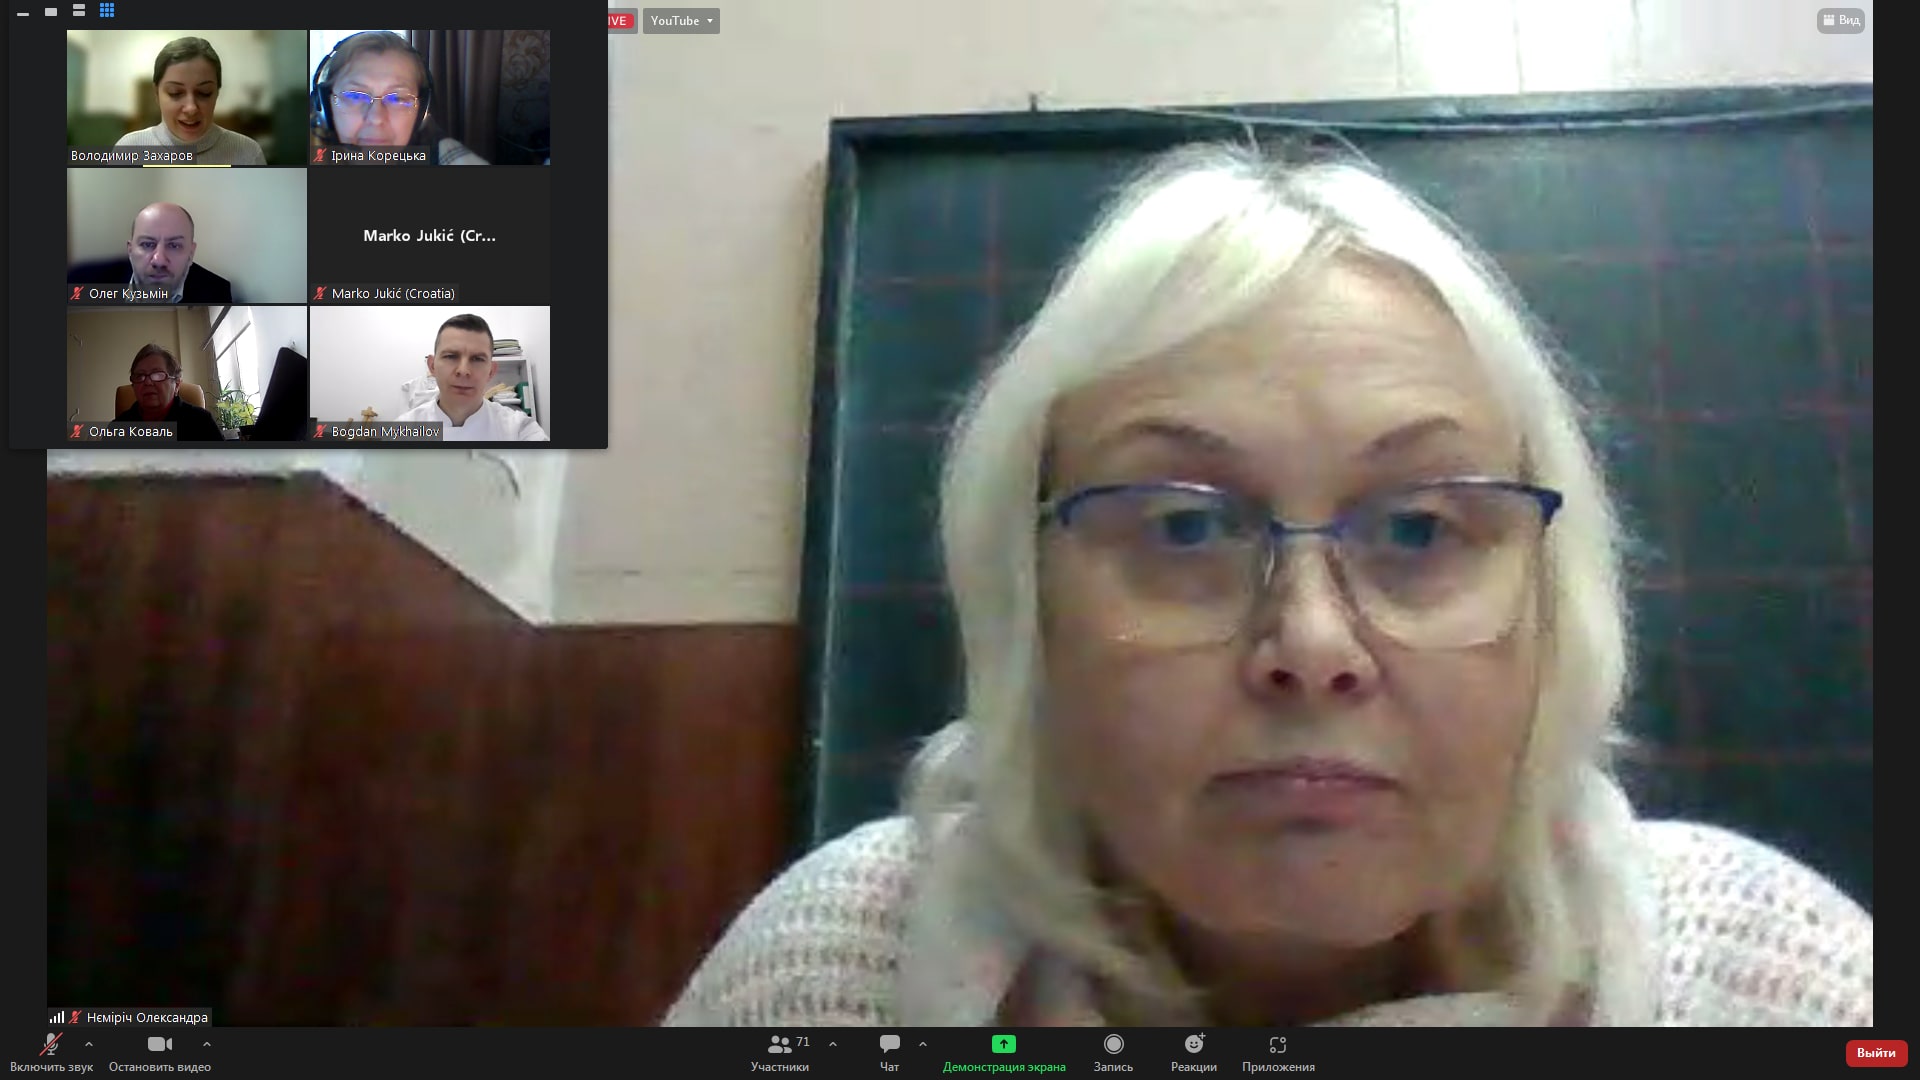 IVE
YouTube
Вид
Володимир Захаров
Ірина Корецька
Marko Jukić (Cr...
Олег Кузьмін
Marko Jukić (Croatia)
Ольга Коваль
Bogdan Mykhailov
Нєміріч Олександра
71
Включить звук
Остановить видео
Участники
Чат
Демонстрация экрана
Запись
Реакции
Приложения
Выйти